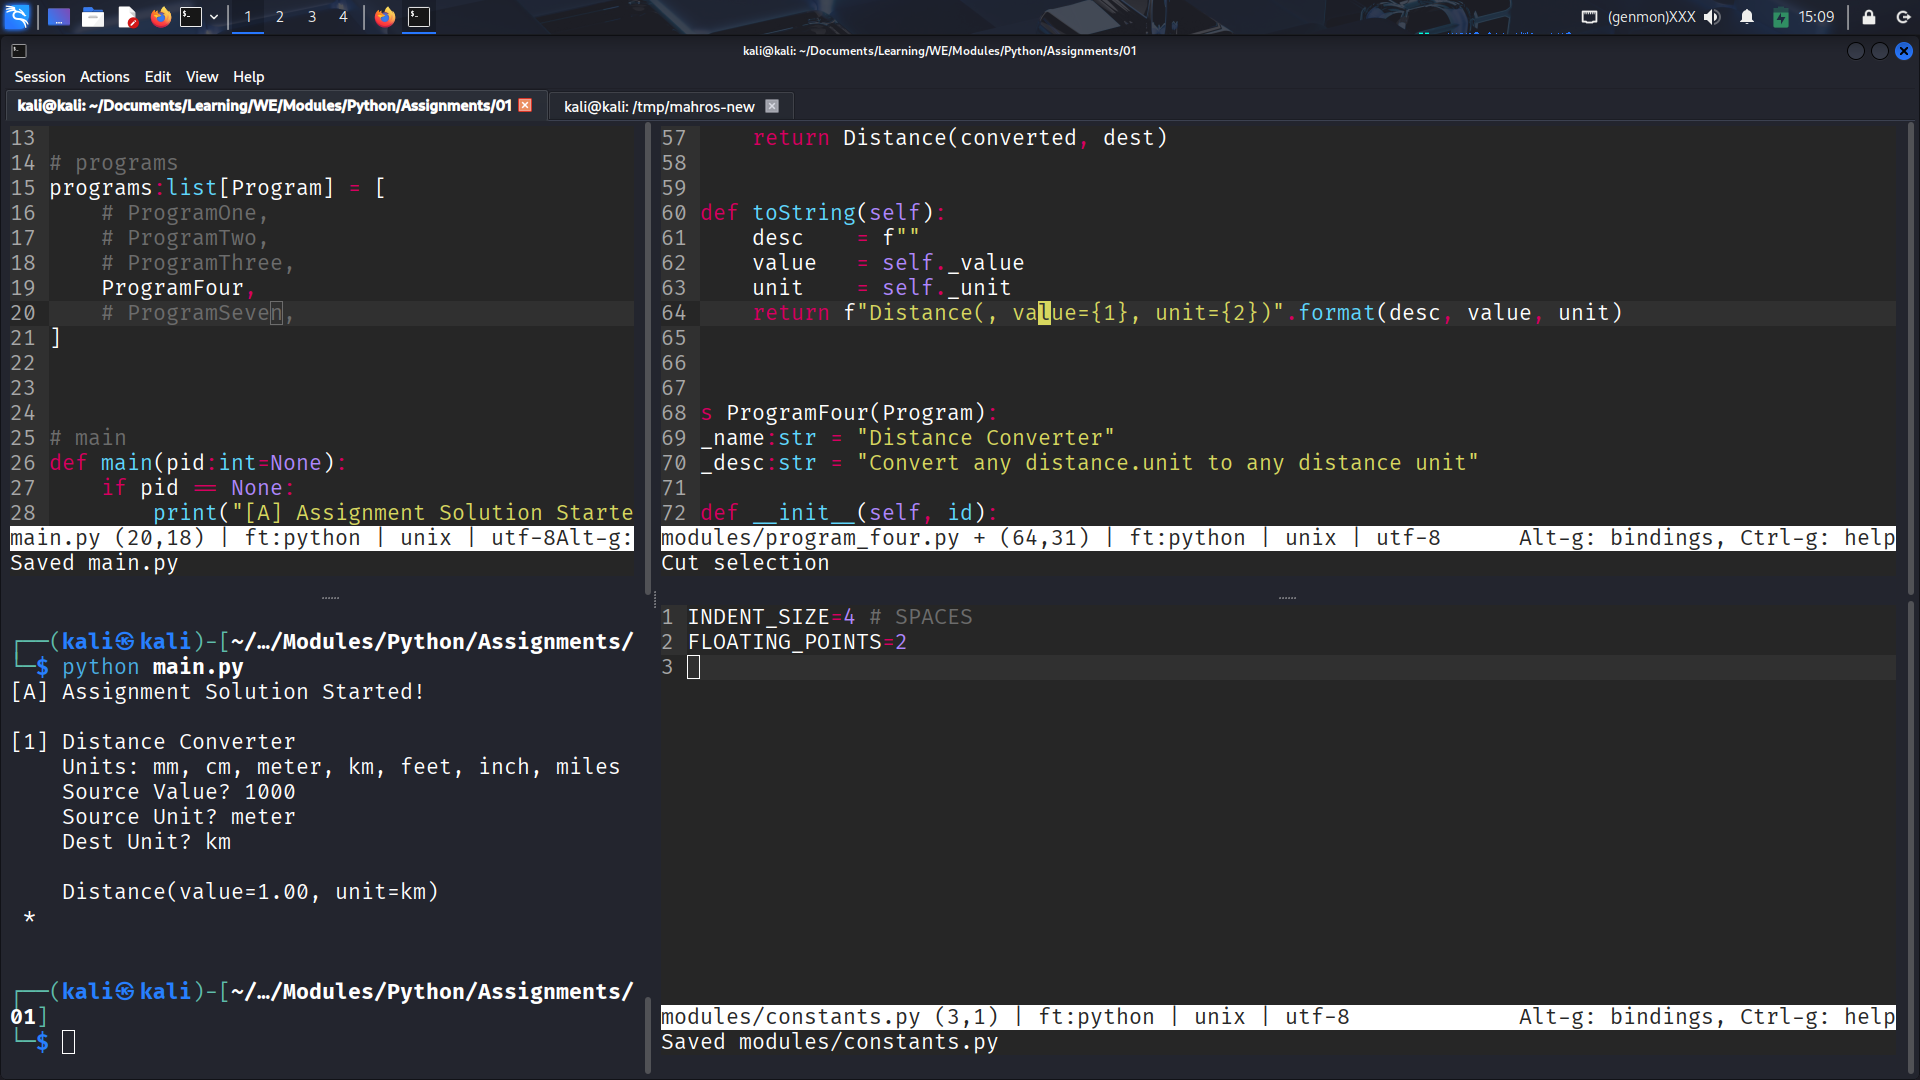 1 2 3 4
(genmon)XXX 15:09
kali@kali: ~/Documents/Learning/WE/Modules/Python/Assignments/01
Session Actions Edit View Help
kali@kali: ~/Documents/Learning/WE/Modules/Python/Assignments/01
kali@kali: /tmp/mahros-new
13
14 # programs
15 programs:list[Program] = [
16     # ProgramOne,
17     # ProgramTwo,
18     # ProgramThree,
19     ProgramFour,
20     # ProgramSeven,
21 ]
22
23
24
25 # main
26 def main(pid:int=None):
27     if pid == None:
28         print("[A] Assignment Solution Starte
main.py (20,18) | ft:python | unix | utf-8Alt-g:
Saved main.py
57     return Distance(converted, dest)
58
59
60 def toString(self):
61     desc    = f""
62     value   = self._value
63     unit    = self._unit
64     return f"Distance(, value={1}, unit={2})".format(desc, value, unit)
65
66
67
68 s ProgramFour(Program):
69 _name:str = "Distance Converter"
70 _desc:str = "Convert any distance.unit to any distance unit"
71
72 def __init__(self, id):
modules/program_four.py + (64,31) | ft:python | unix | utf-8 Alt-g: bindings, Ctrl-g: help
Cut selection
┌──(kali㉿kali)-[~/…/Modules/Python/Assignments/
└─$ python main.py
[A] Assignment Solution Started!
[1] Distance Converter
    Units: mm, cm, meter, km, feet, inch, miles
    Source Value? 1000
    Source Unit? meter
    Dest Unit? km
    Distance(value=1.00, unit=km)
 *
┌──(kali㉿kali)-[~/…/Modules/Python/Assignments/
01]
└─$
1 INDENT_SIZE=4 # SPACES
2 FLOATING_POINTS=2
3
modules/constants.py (3,1) | ft:python | unix | utf-8 Alt-g: bindings, Ctrl-g: help
Saved modules/constants.py